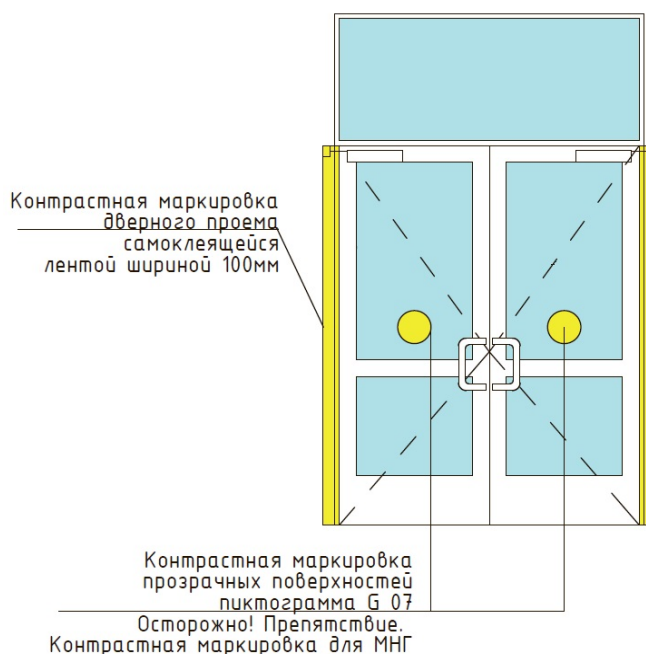 Контрастная маркировка
дверного проема
самоклеящейся
лентой шириной 100мм
Контрастная маркировка
прозрачных поверхностей
пиктограмма G 07
Осторожно! Препятствие.
Контрастная маркировка для МНГ